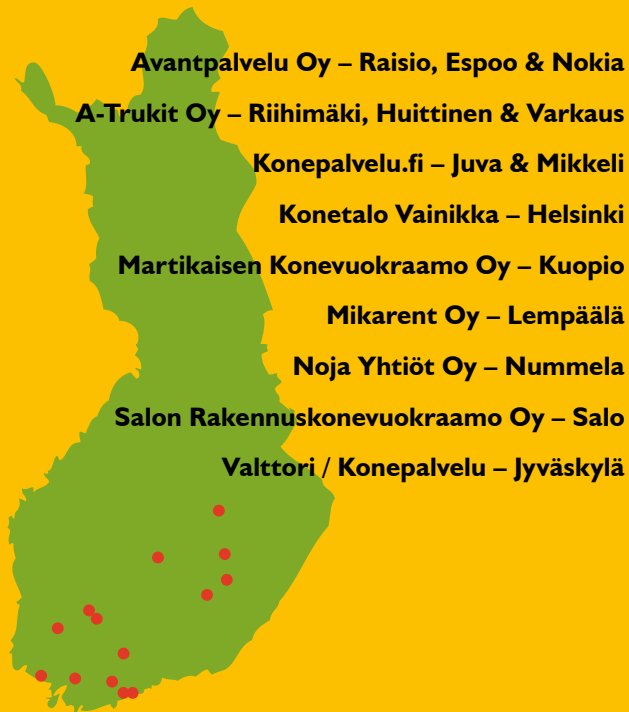 Avantpalvelu Oy – Raisio, Espoo & Nokia
A-Trukit Oy – Riihimäki, Huittinen & Varkaus
Konepalvelu.fi – Juva & Mikkeli
Konetalo Vainikka – Helsinki
Martikaisen Konevuokraamo Oy – Kuopio
Mikarent Oy – Lempäälä
Noja Yhtiöt Oy – Nummela
Salon Rakennuskonevuokraamo Oy – Salo
Valttori / Konepalvelu – Jyväskylä